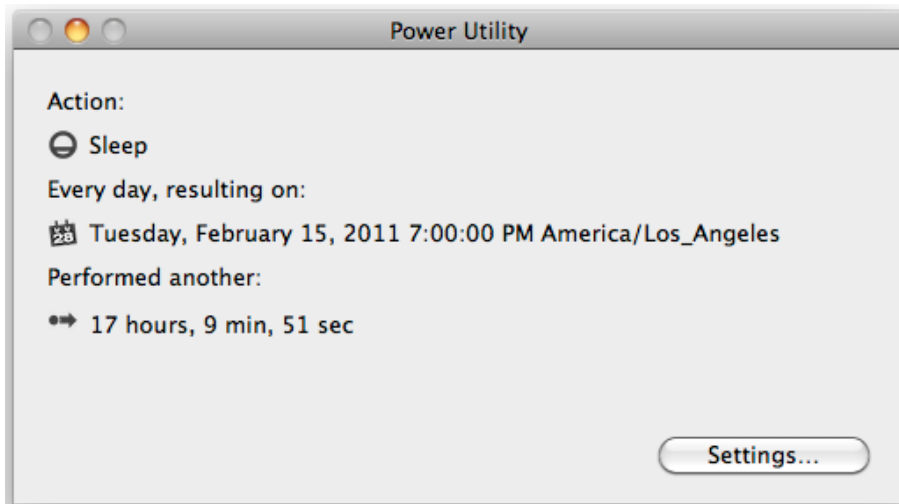 Power Utility
Action:
Sleep
Every day, resulting on:
Tuesday, February 15, 2011 7:00:00 PM America/Los_Angeles
Performed another:
17 hours, 9 min, 51 sec
Settings...